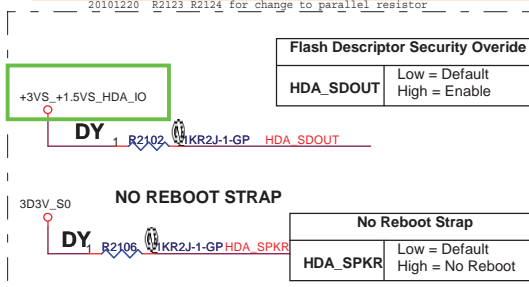 20101220 R2123 R2124 for change to parallel resistor
Flash Descriptor Security Overide
HDA_SDOUT
Low = Default
High = Enable
+3VS_+1.5VS_HDA_IO
DY
1
R2102
1KR2J-1-GP
HDA_SDOUT
NO REBOOT STRAP
3D3V_S0
DY
1
R2106
1KR2J-1-GP
HDA_SPKR
No Reboot Strap
HDA_SPKR
Low = Default
High = No Reboot